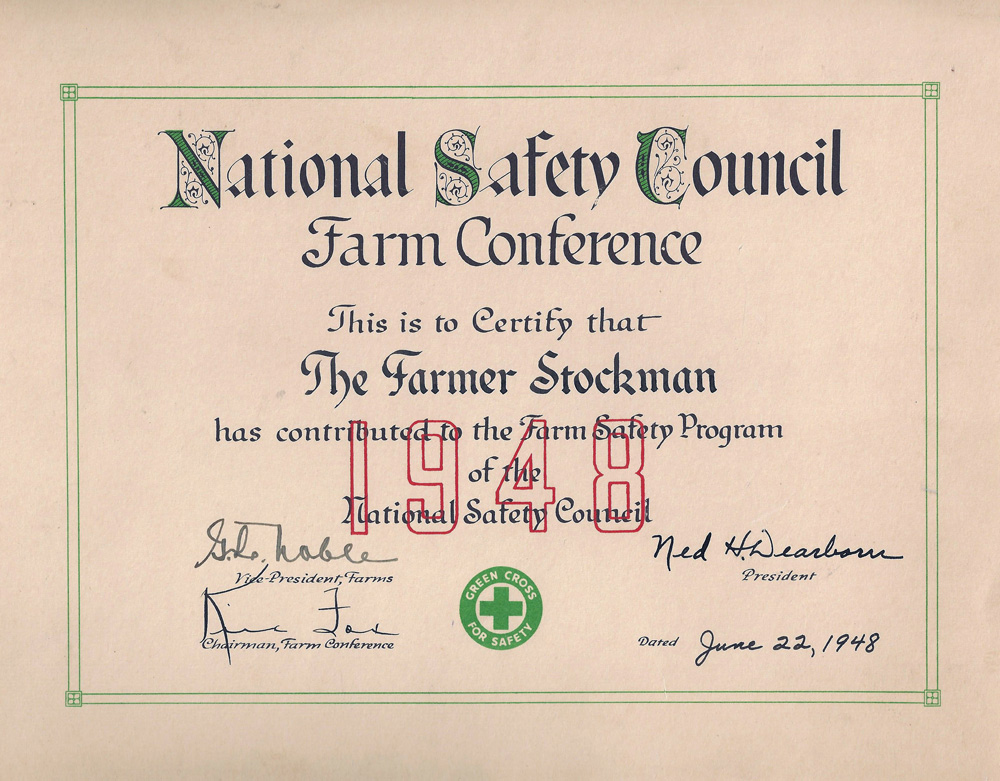 National Safety Council
Farm Conference
This is to Certify that
The Farmer Stockman
has contributed to the Farm Safety Program
of the
National Safety Council
1948
G.L. Noble
Vice-President, Farms
Ned H. Dearborn
President
Fox
Chairman, Farm Conference
GREEN CROSS
FOR SAFETY
Dated June 22, 1948